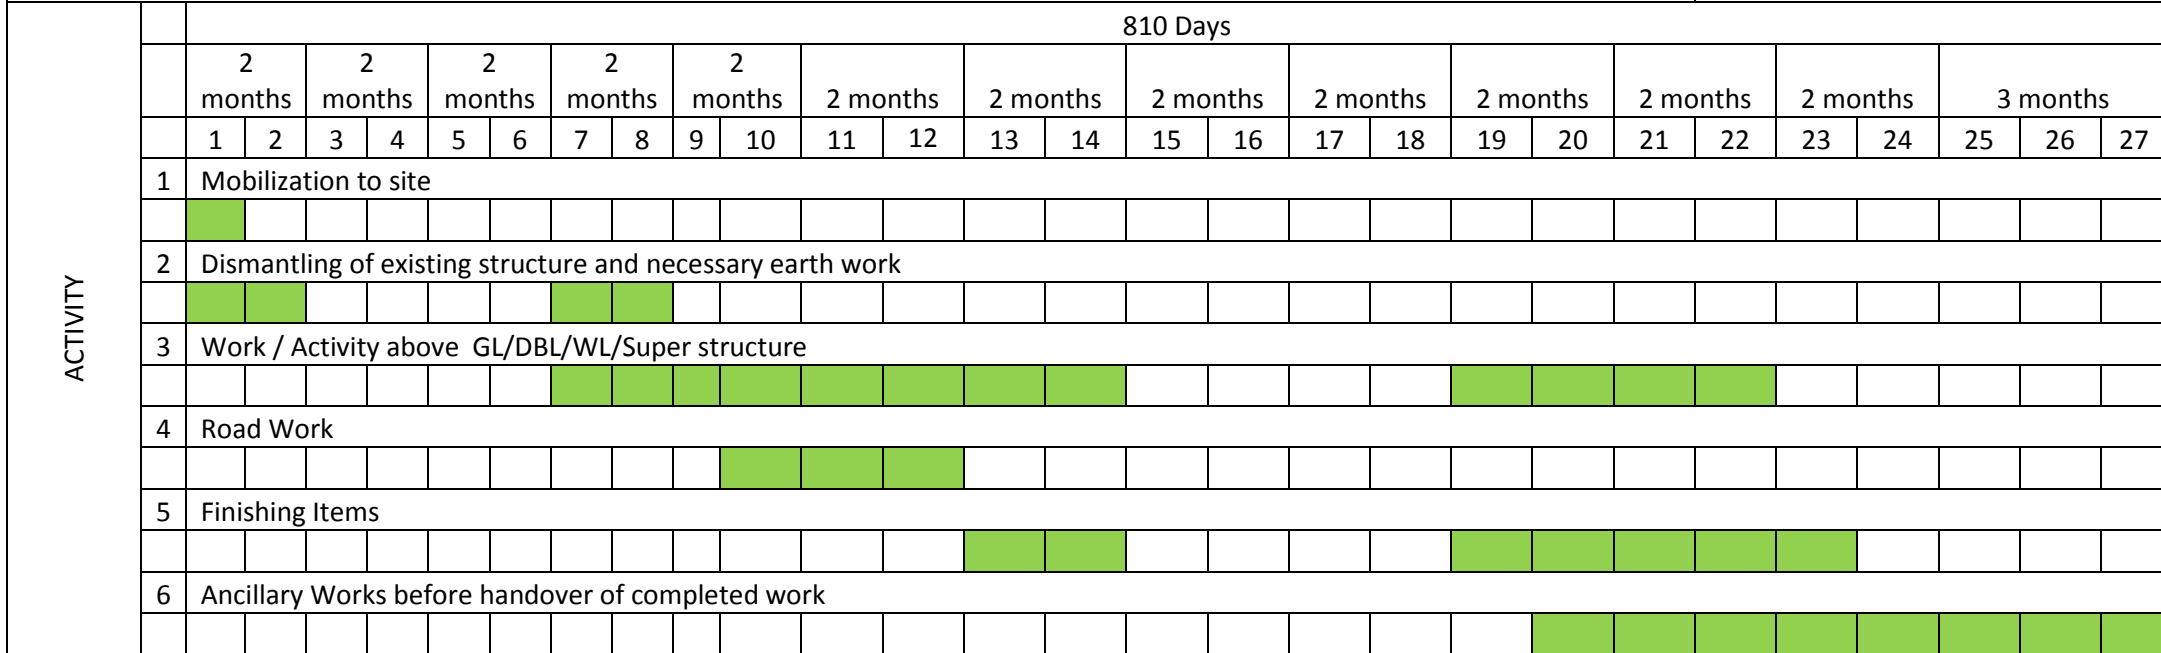 810 Days
2 months 2 months 2 months 2 months 2 months 2 months 2 months 2 months 2 months 2 months 2 months 2 months 3 months
1 2 3 4 5 6 7 8 9 10 11 12 13 14 15 16 17 18 19 20 21 22 23 24 25 26 27
ACTIVITY
1 Mobilization to site
2 Dismantling of existing structure and necessary earth work
3 Work / Activity above GL/DBL/WL/Super structure
4 Road Work
5 Finishing Items
6 Ancillary Works before handover of completed work